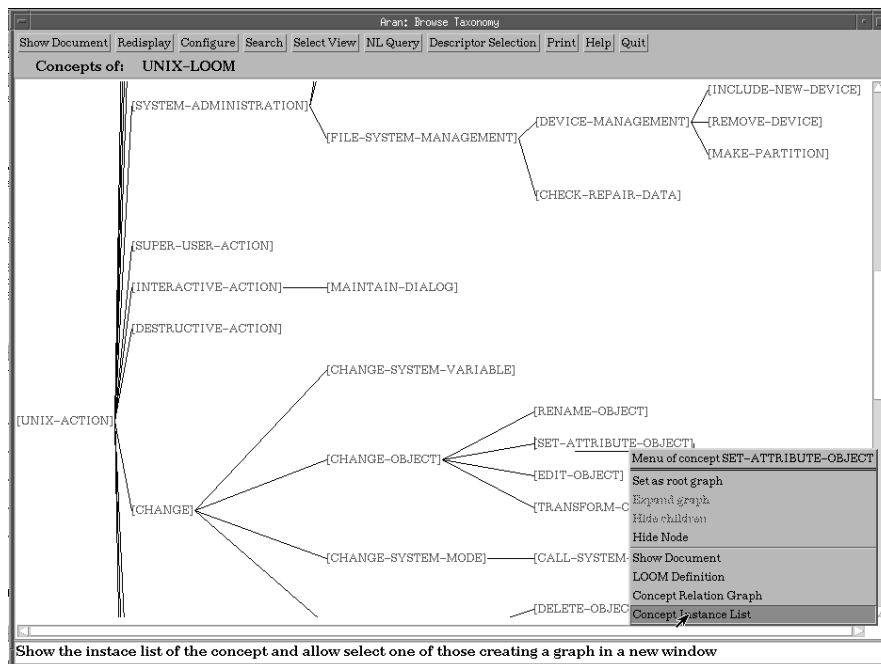 Aran: Browse Taxonomy
Show Document Redisplay Configure Search Select View NL Query Descriptor Selection Print Help Quit
Concepts of: UNIX-LOOM
[INCLUDE-NEW-DEVICE]
[SYSTEM-ADMINISTRATION]
[DEVICE-MANAGEMENT]
[REMOVE-DEVICE]
[FILE-SYSTEM-MANAGEMENT]
[MAKE-PARTITION]
[CHECK-REPAIR-DATA]
[SUPER-USER-ACTION]
[INTERACTIVE-ACTION]
[MAINTAIN-DIALOG]
[DESTRUCTIVE-ACTION]
[CHANGE-SYSTEM-VARIABLE]
[RENAME-OBJECT]
[UNIX-ACTION]
[SET-ATTRIBUTE-OBJECT]
[CHANGE-OBJECT]
[EDIT-OBJECT]
[TRANSFORM-O
[CHANGE]
[CHANGE-SYSTEM-MODE]
[CALL-SYSTEM-
[DELETE-OBJEC
Menu of concept SET-ATTRIBUTE-OBJECT
Set as root graph
Expand graph
Hide children
Hide Node
Show Document
LOOM Definition
Concept Relation Graph
Concept Instance List
Show the instace list of the concept and allow select one of those creating a graph in a new window